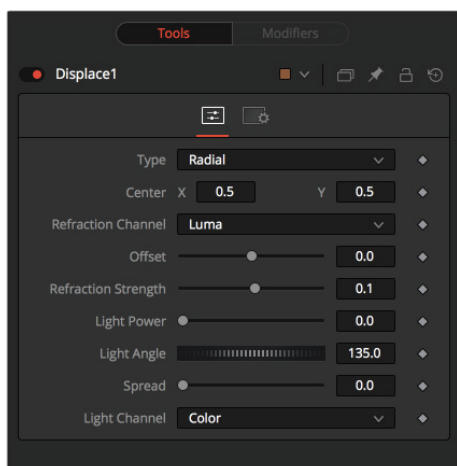 Tools Modifiers
Displace1
Type Radial
Center X 0.5 Y 0.5
Refraction Channel Luma
Offset 0.0
Refraction Strength 0.1
Light Power 0.0
Light Angle 135.0
Spread 0.0
Light Channel Color